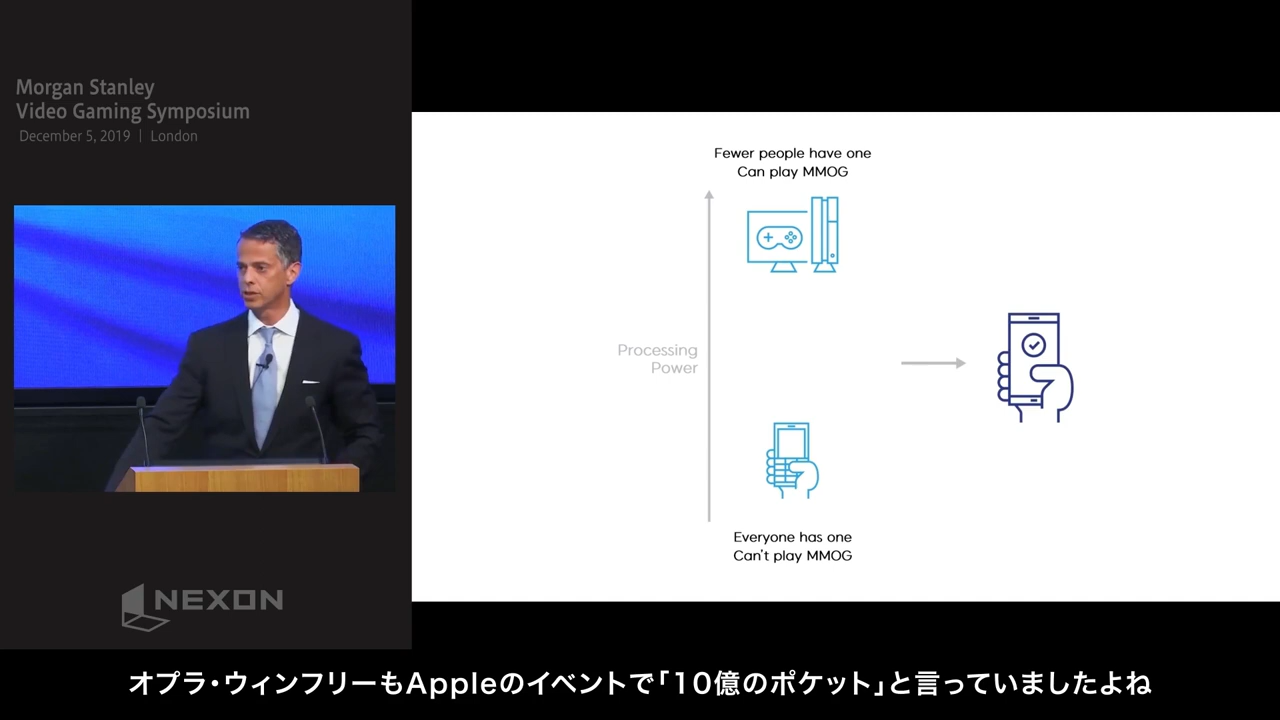 Morgan Stanley
Video Gaming Symposium
December 5, 2019 | London
Fewer people have one
Can play MMOG
Processing
Power
Everyone has one
Can't play MMOG
NEXON
オプラ・ウィンフリーもAppleのイベントで「10億のポケット」と言っていましたよね